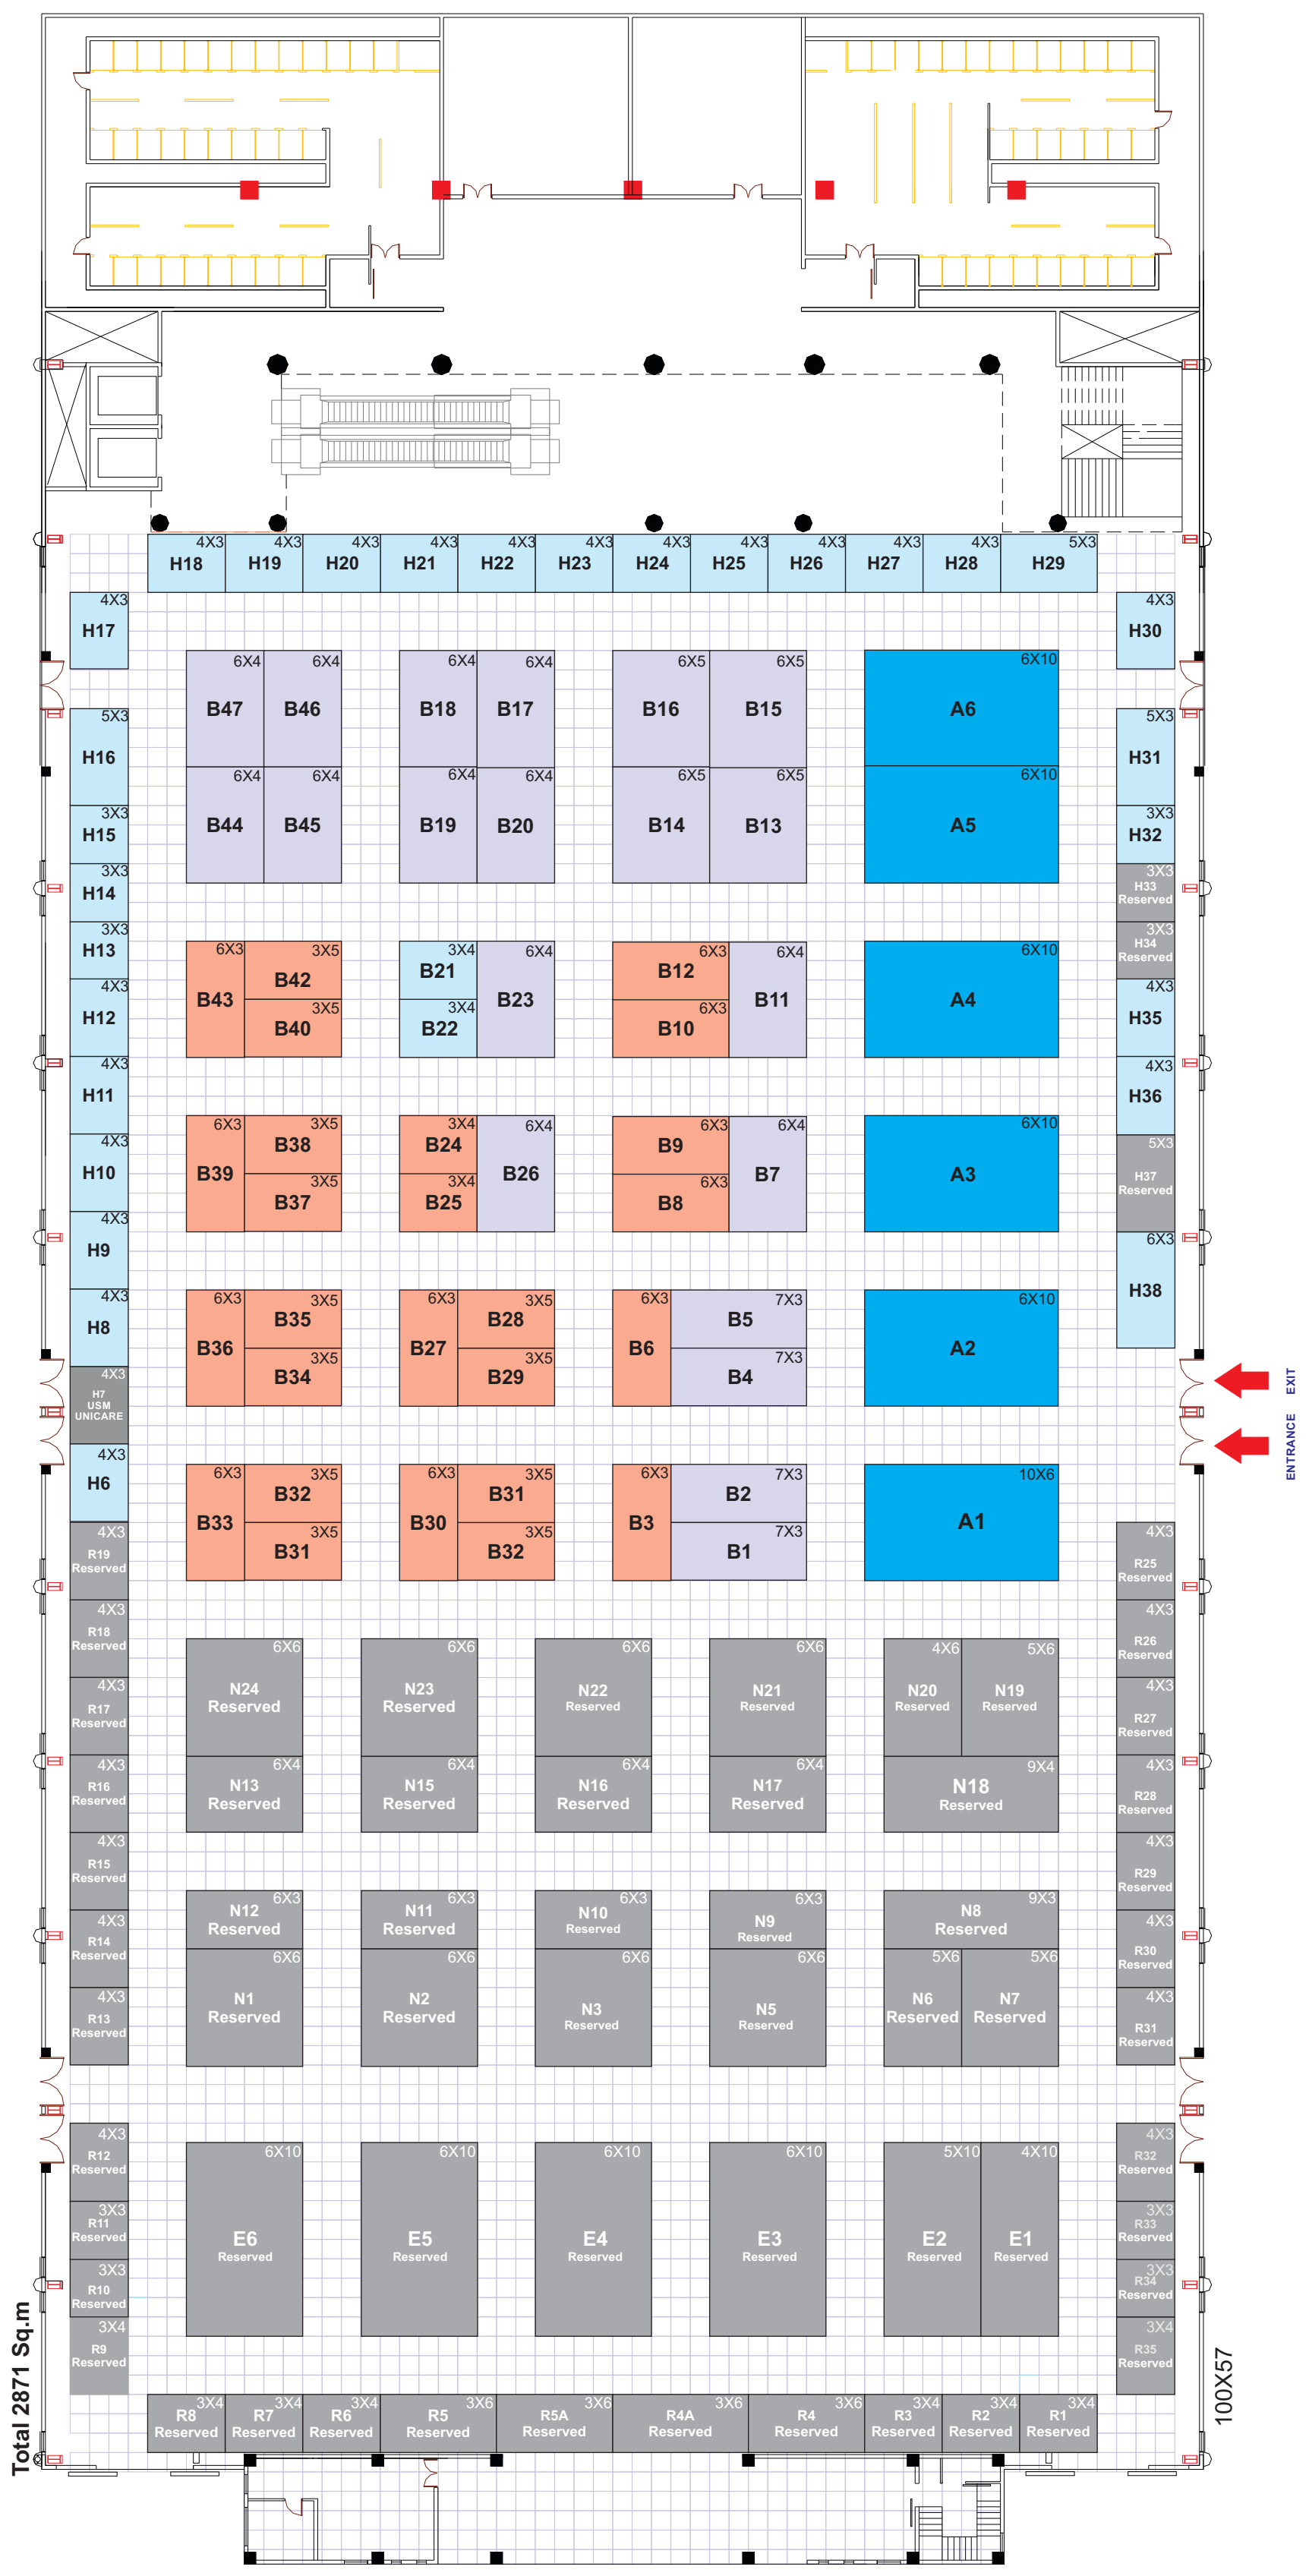 4X3 4X3 4X3 4X3 4X3 4X3 4X3 4X3 4X3 4X3 4X3 5X3
H18 H19 H20 H21 H22 H23 H24 H25 H26 H27 H28 H29
4X3
H17
4X3
H30
6X4 6X4 6X4 6X4 6X5 6X5 6X10
B47 B46 B18 B17 B16 B15 A6
5X3
H16
5X3
H31
6X4 6X4 6X4 6X4 6X5 6X5 6X10
B44 B45 B19 B20 B14 B13 A5
3X3
H15
3X3
H32
3X3
H14
3X3
H33
Reserved
3X3
H13
3X3
H34
Reserved
6X3 3X5 3X4 6X4 6X3 6X4 6X10
B43 B42 B21 B23 B12 B11 A4
3X5 3X4 6X3
B40 B22 B10
4X3
H12
4X3
H35
4X3
H11
4X3
H36
6X3 3X5 3X4 6X4 6X3 6X4 6X10
B39 B38 B24 B26 B9 B7 A3
3X5 3X4 6X3
B37 B25 B8
4X3
H10
5X3
H37
Reserved
4X3
H9
6X3
H38
4X3
H8
6X3 3X5 6X3 3X5 6X3 7X3 6X10
B36 B35 B27 B28 B6 B5 A2
3X5 3X5 7X3
B34 B29 B4
4X3
H7
USM
UNICARE
EXIT
ENTRANCE
4X3
H6
6X3 3X5 6X3 3X5 6X3 7X3 10X6
B33 B32 B30 B31 B3 B2 A1
3X5 3X5 7X3
B31 B32 B1
4X3
R19
Reserved
4X3
R25
Reserved
4X3
R18
Reserved
4X3
R26
Reserved
6X6 6X6 6X6 6X6 4X6 5X6
N24 N23 N22 N21 N20 N19
Reserved Reserved Reserved Reserved Reserved Reserved
4X3
R17
Reserved
4X3
R27
Reserved
6X4 6X4 6X4 6X4 9X4
N13 N15 N16 N17 N18
Reserved Reserved Reserved Reserved Reserved
4X3
R16
Reserved
4X3
R28
Reserved
4X3
R15
Reserved
4X3
R29
Reserved
6X3 6X3 6X3 6X3 9X3
N12 N11 N10 N9 N8
Reserved Reserved Reserved Reserved Reserved
4X3
R14
Reserved
4X3
R30
Reserved
6X6 6X6 6X6 6X6 5X6 5X6
N1 N2 N3 N5 N6 N7
Reserved Reserved Reserved Reserved Reserved Reserved
4X3
R13
Reserved
4X3
R31
Reserved
4X3
R12
Reserved
4X3
R32
Reserved
6X10 6X10 6X10 6X10 5X10 4X10
E6 E5 E4 E3 E2 E1
Reserved Reserved Reserved Reserved Reserved Reserved
3X3
R11
Reserved
3X3
R33
Reserved
3X3
R10
Reserved
3X3
R34
Reserved
3X4
R9
Reserved
3X4
R35
Reserved
3X4 3X4 3X4 3X6 3X6 3X6 3X6 3X4 3X4 3X4
R8 R7 R6 R5 R5A R4A R4 R3 R2 R1
Reserved Reserved Reserved Reserved Reserved Reserved Reserved Reserved Reserved Reserved
Total 2871 Sq.m
100X57